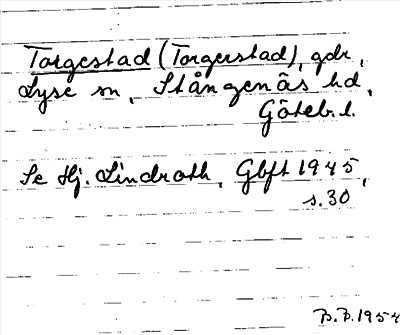 Torgestad (Torgerstad), gdr,
Lyse sn, Stångenäs hd,
Göteb. l.
Se Hj. Lindroth, Gbft 1945,
s. 30
B. B. 1954